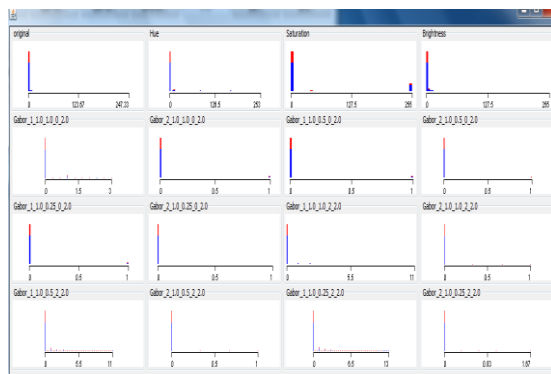 original Hue Saturation Brightness
0 123.67 247.33 0 126.5 253 0 127.5 255 0 127.5 255
Gabor_1_1.0_1.0_0_2.0 Gabor_2_1.0_1.0_0_2.0 Gabor_1_1.0_0.5_0_2.0 Gabor_2_1.0_0.5_0_2.0
0 1.5 3 0 0.5 1 0 0.5 1 0 0.5 1
Gabor_1_1.0_0.25_0_2.0 Gabor_2_1.0_0.25_0_2.0 Gabor_1_1.0_1.0_2_2.0 Gabor_2_1.0_1.0_2_2.0
0 0.5 1 0 0.5 1 0 5.5 11 0 0.5 1
Gabor_1_1.0_0.5_2_2.0 Gabor_2_1.0_0.5_2_2.0 Gabor_1_1.0_0.25_2_2.0 Gabor_2_1.0_0.25_2_2.0
0 5.5 11 0 0.5 1 0 6.5 13 0 0.83 1.67